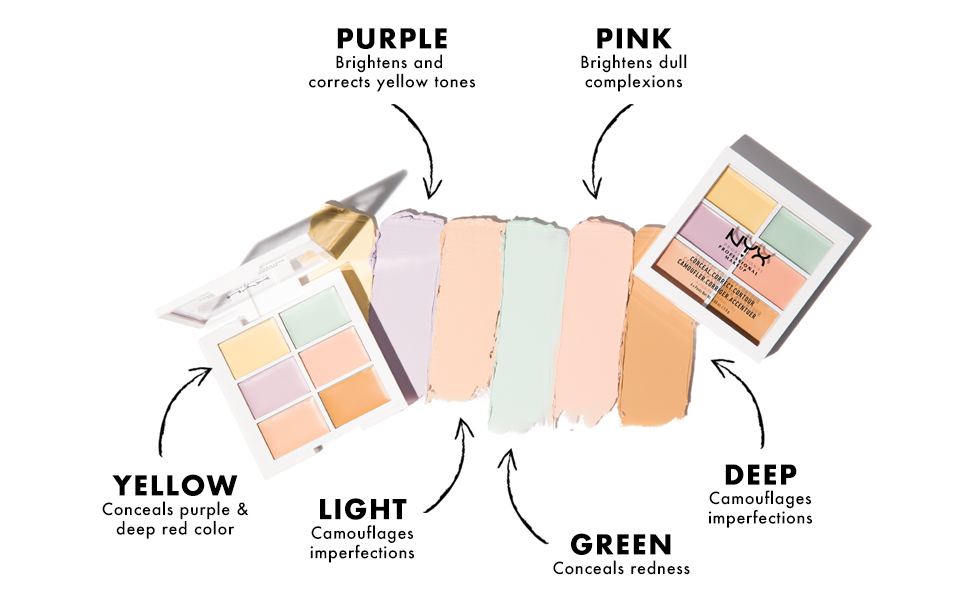 PURPLE
Brightens and
corrects yellow tones
PINK
Brightens dull
complexions
NYX
PROFESSIONAL
MAKEUP
CONCEAL.CORRECT.CONTOUR
CAMOUFLER.CORRIGER.ACCENTUER
YELLOW
Conceals purple &
deep red color
LIGHT
Camouflages
imperfections
GREEN
Conceals redness
DEEP
Camouflages
imperfections